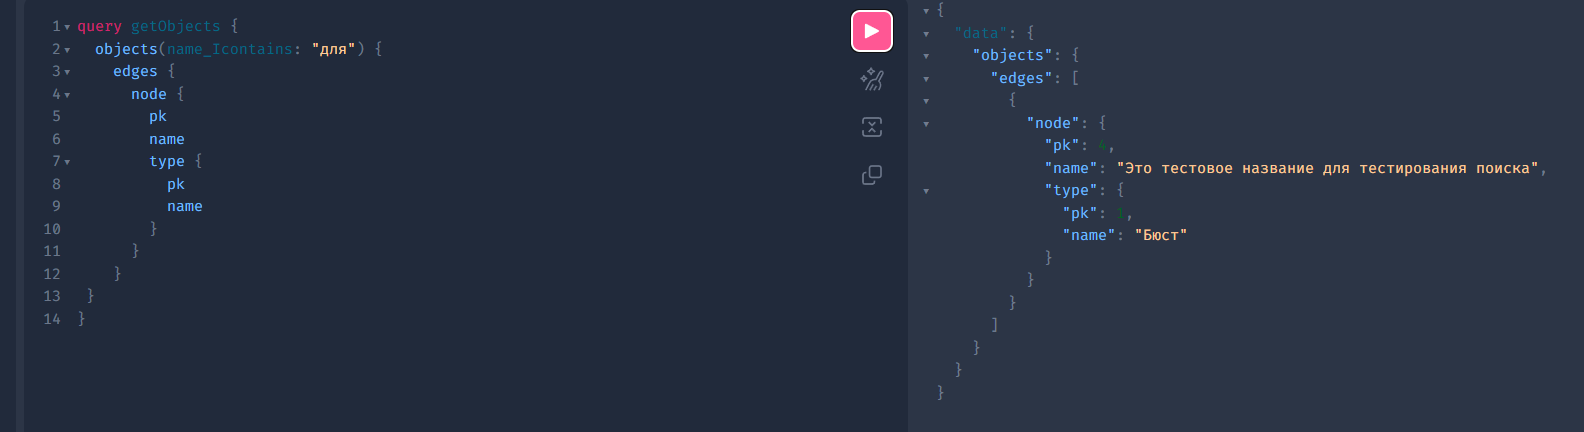 1 query getObjects {
2 objects(name_Icontains: "для") {
3 edges {
4 node {
5 pk
6 name
7 type {
8 pk
9 name
10 }
11 }
12 }
13 }
14 }
{
"data": {
"objects": {
"edges": [
{
"node": {
"pk": 4,
"name": "Это тестовое название для тестирования поиска",
"type": {
"pk": 1,
"name": "Бюст"
}
}
}
]
}
}
}